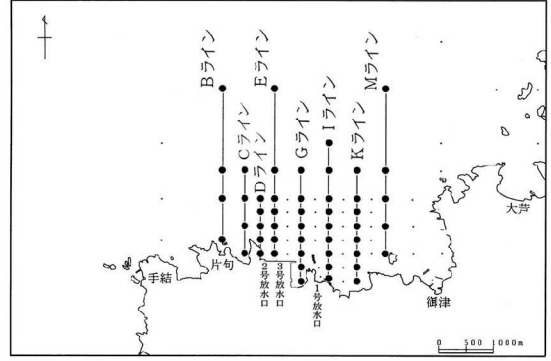 Bライン
Cライン
Dライン
Eライン
Gライン
Iライン
Kライン
Mライン
手結
片句
2号放水口
3号放水口
1号放水口
御津
大芦
0 500 1000m